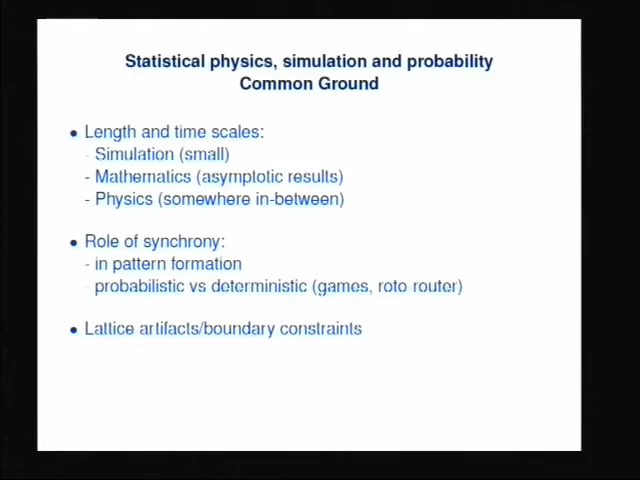 Statistical physics, simulation and probability
Common Ground
• Length and time scales:
- Simulation (small)
- Mathematics (asymptotic results)
- Physics (somewhere in-between)
• Role of synchrony:
- in pattern formation
- probabilistic vs deterministic (games, roto-router)
• Lattice artifacts/boundary constraints